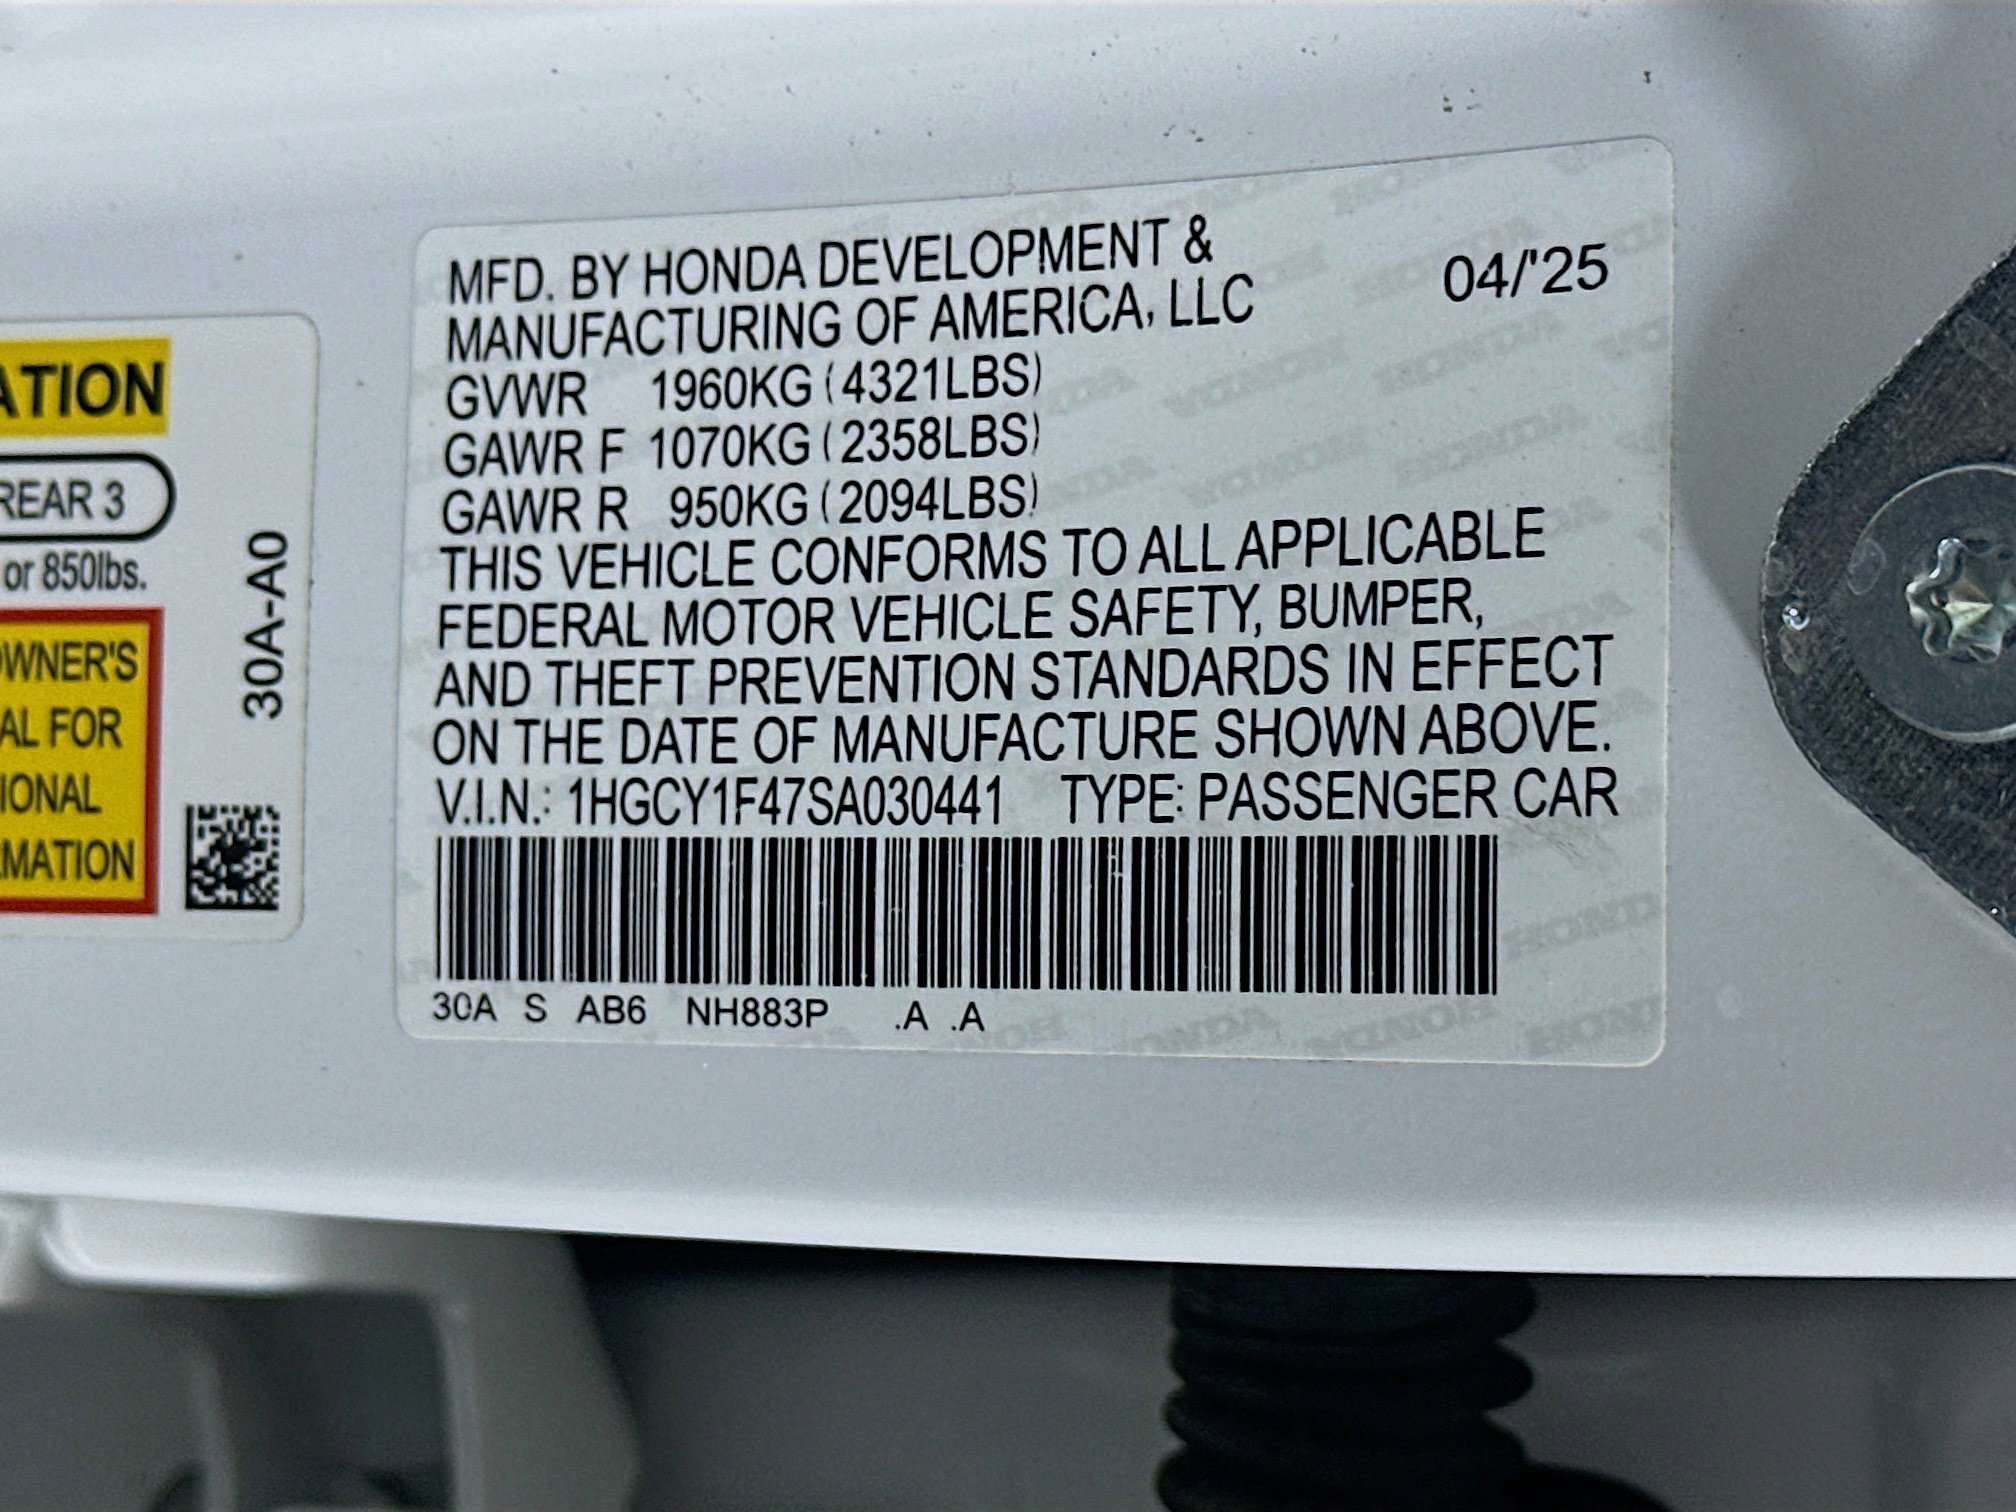 MFD. BY HONDA DEVELOPMENT &
MANUFACTURING OF AMERICA, LLC
04/'25
GVWR 1960KG (4321LBS)
GAWR F 1070KG (2358LBS)
GAWR R 950KG (2094LBS)
THIS VEHICLE CONFORMS TO ALL APPLICABLE
FEDERAL MOTOR VEHICLE SAFETY, BUMPER,
AND THEFT PREVENTION STANDARDS IN EFFECT
ON THE DATE OF MANUFACTURE SHOWN ABOVE.
V.I.N.: 1HGCY1F47SA030441 TYPE: PASSENGER CAR
30A S AB6 NH883P .A .A
ATION
REAR 3
or 850lbs.
OWNER'S
AL FOR
IONAL
RMATION
30A-A0